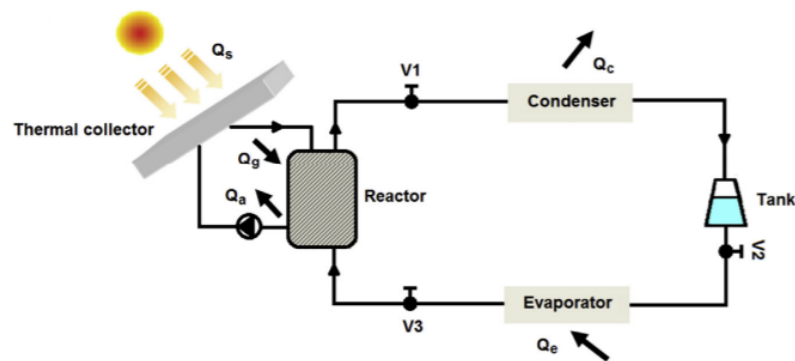 Qs
V1
Qc
Condenser
Thermal collector
Qg
Qa
Reactor
Tank
V2
Evaporator
V3
Qe